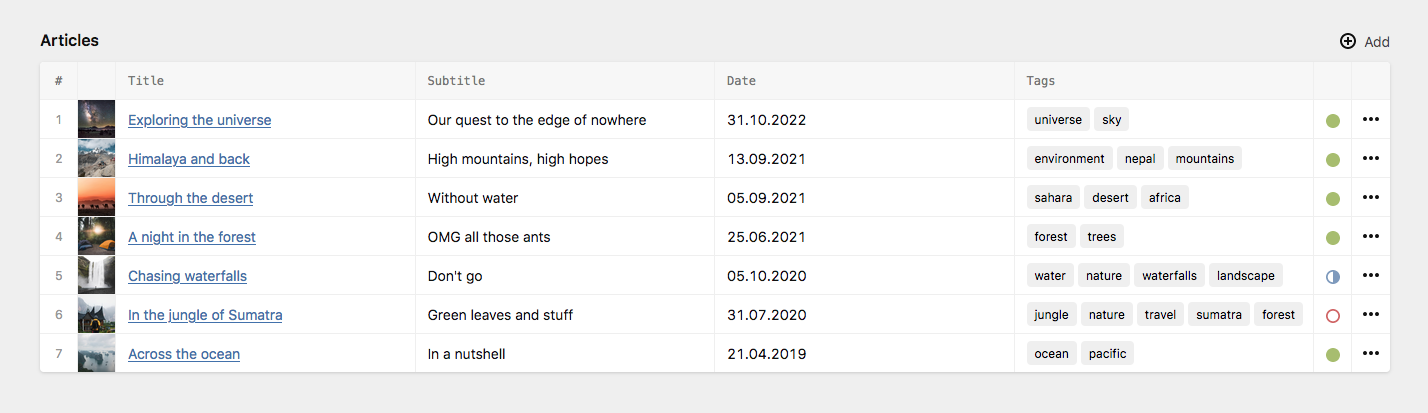 Articles Add
# Title Subtitle Date Tags
1 Exploring the universe Our quest to the edge of nowhere 31.10.2022 universe sky
2 Himalaya and back High mountains, high hopes 13.09.2021 environment nepal mountains
3 Through the desert Without water 05.09.2021 sahara desert africa
4 A night in the forest OMG all those ants 25.06.2021 forest trees
5 Chasing waterfalls Don't go 05.10.2020 water nature waterfalls landscape
6 In the jungle of Sumatra Green leaves and stuff 31.07.2020 jungle nature travel sumatra forest
7 Across the ocean In a nutshell 21.04.2019 ocean pacific